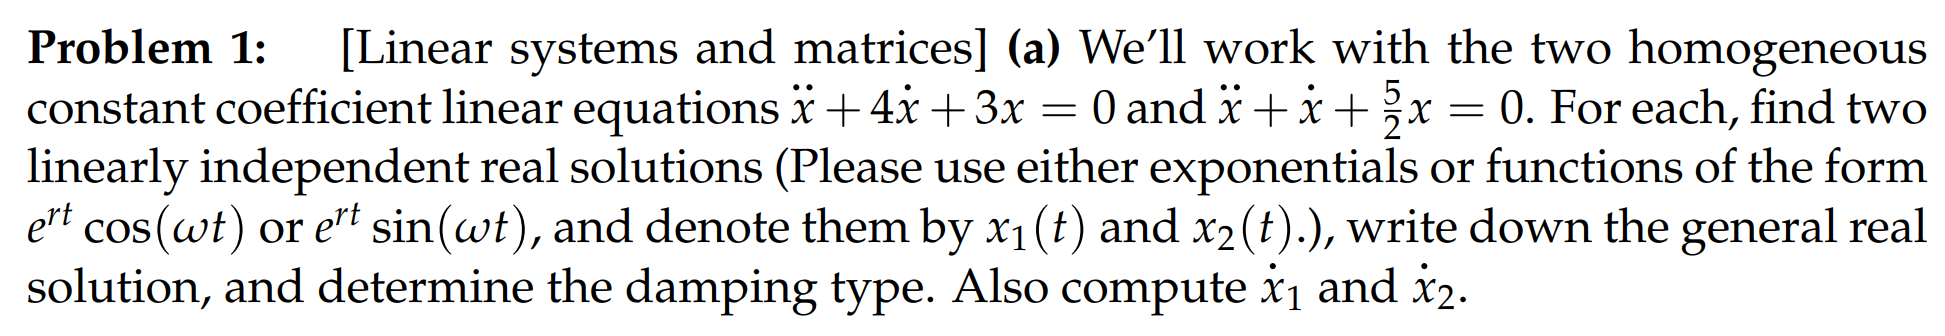 Problem 1: [Linear systems and matrices] (a) We'll work with the two homogeneous
constant coefficient linear equations ẍ + 4ẋ + 3x = 0 and ẍ + ẋ + \frac{5}{2}x = 0. For each, find two
linearly independent real solutions (Please use either exponentials or functions of the form
e^{rt} cos(ωt) or e^{rt} sin(ωt), and denote them by x₁(t) and x₂(t).), write down the general real
solution, and determine the damping type. Also compute ẋ₁ and ẋ₂.